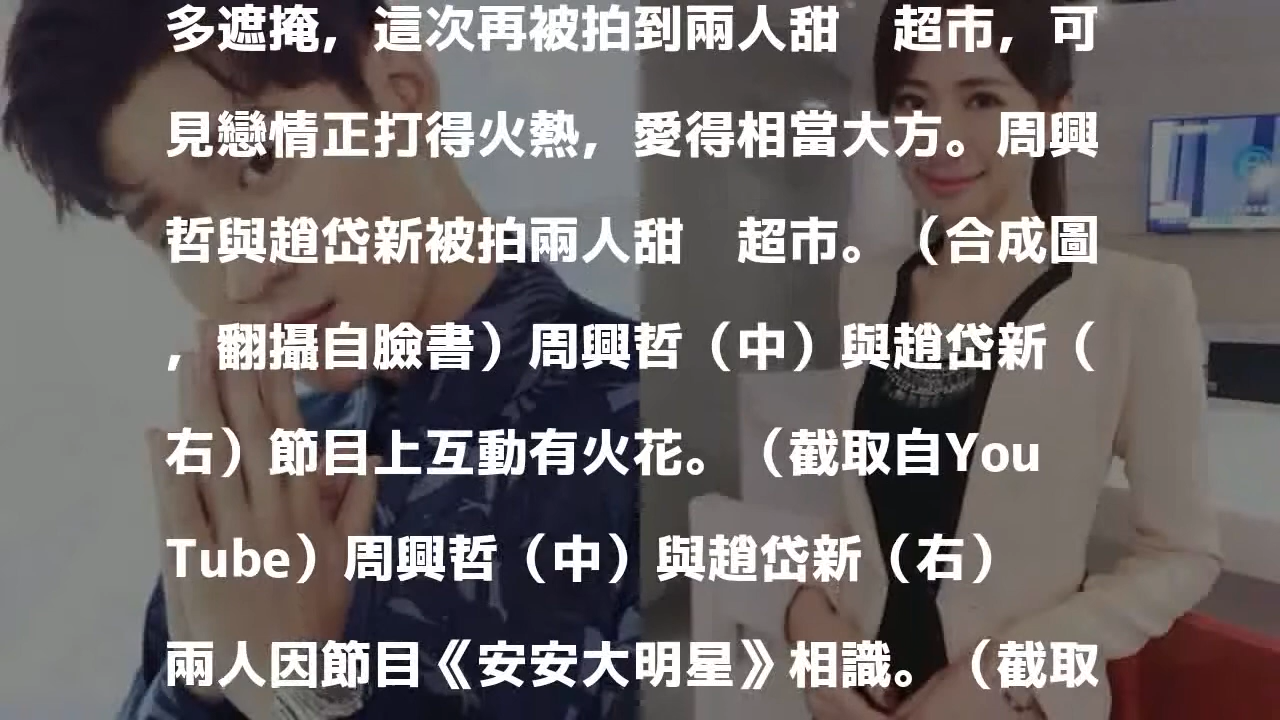 多遮掩，這次再被拍到兩人甜　超市，可
見戀情正打得火熱，愛得相當大方。周興
哲與趙岱新被拍兩人甜　超市。（合成圖
，翻攝自臉書）周興哲（中）與趙岱新（
右）節目上互動有火花。（截取自You
Tube）周興哲（中）與趙岱新（右）
兩人因節目《安安大明星》相識。（截取